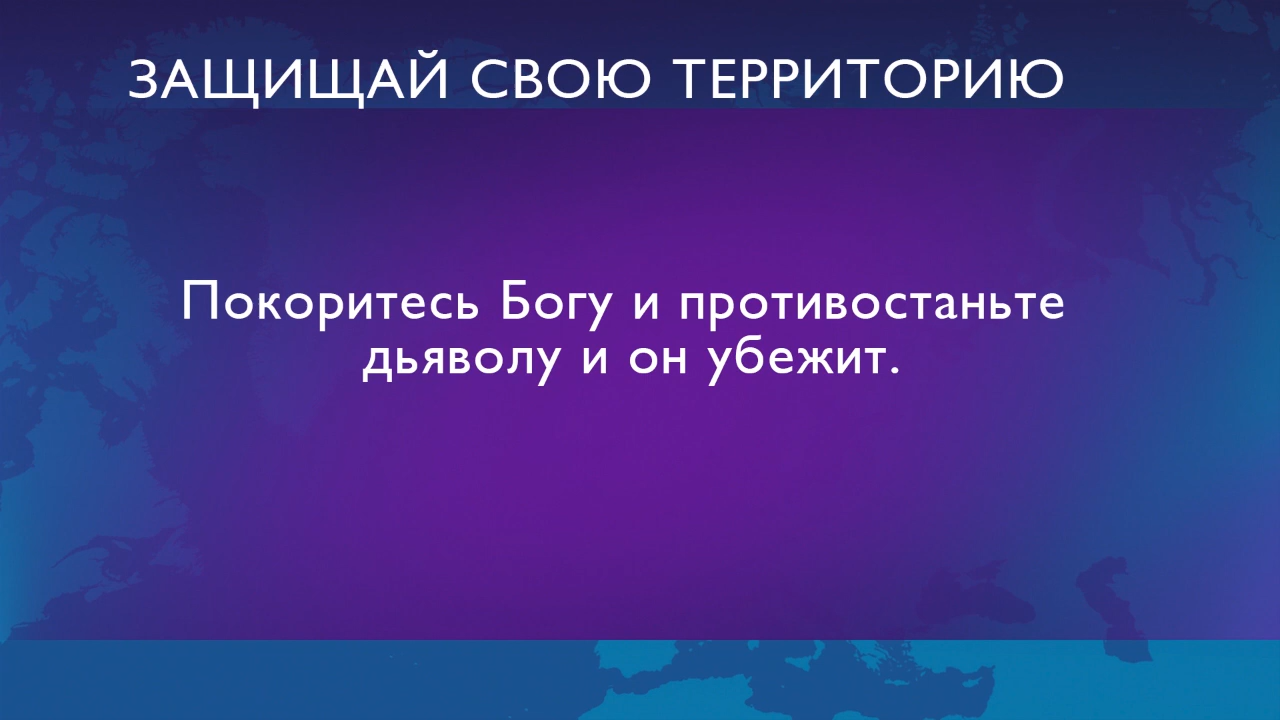 ЗАЩИЩАЙ СВОЮ ТЕРРИТОРИЮ
Покоритесь Богу и противостаньте
дьяволу и он убежит.